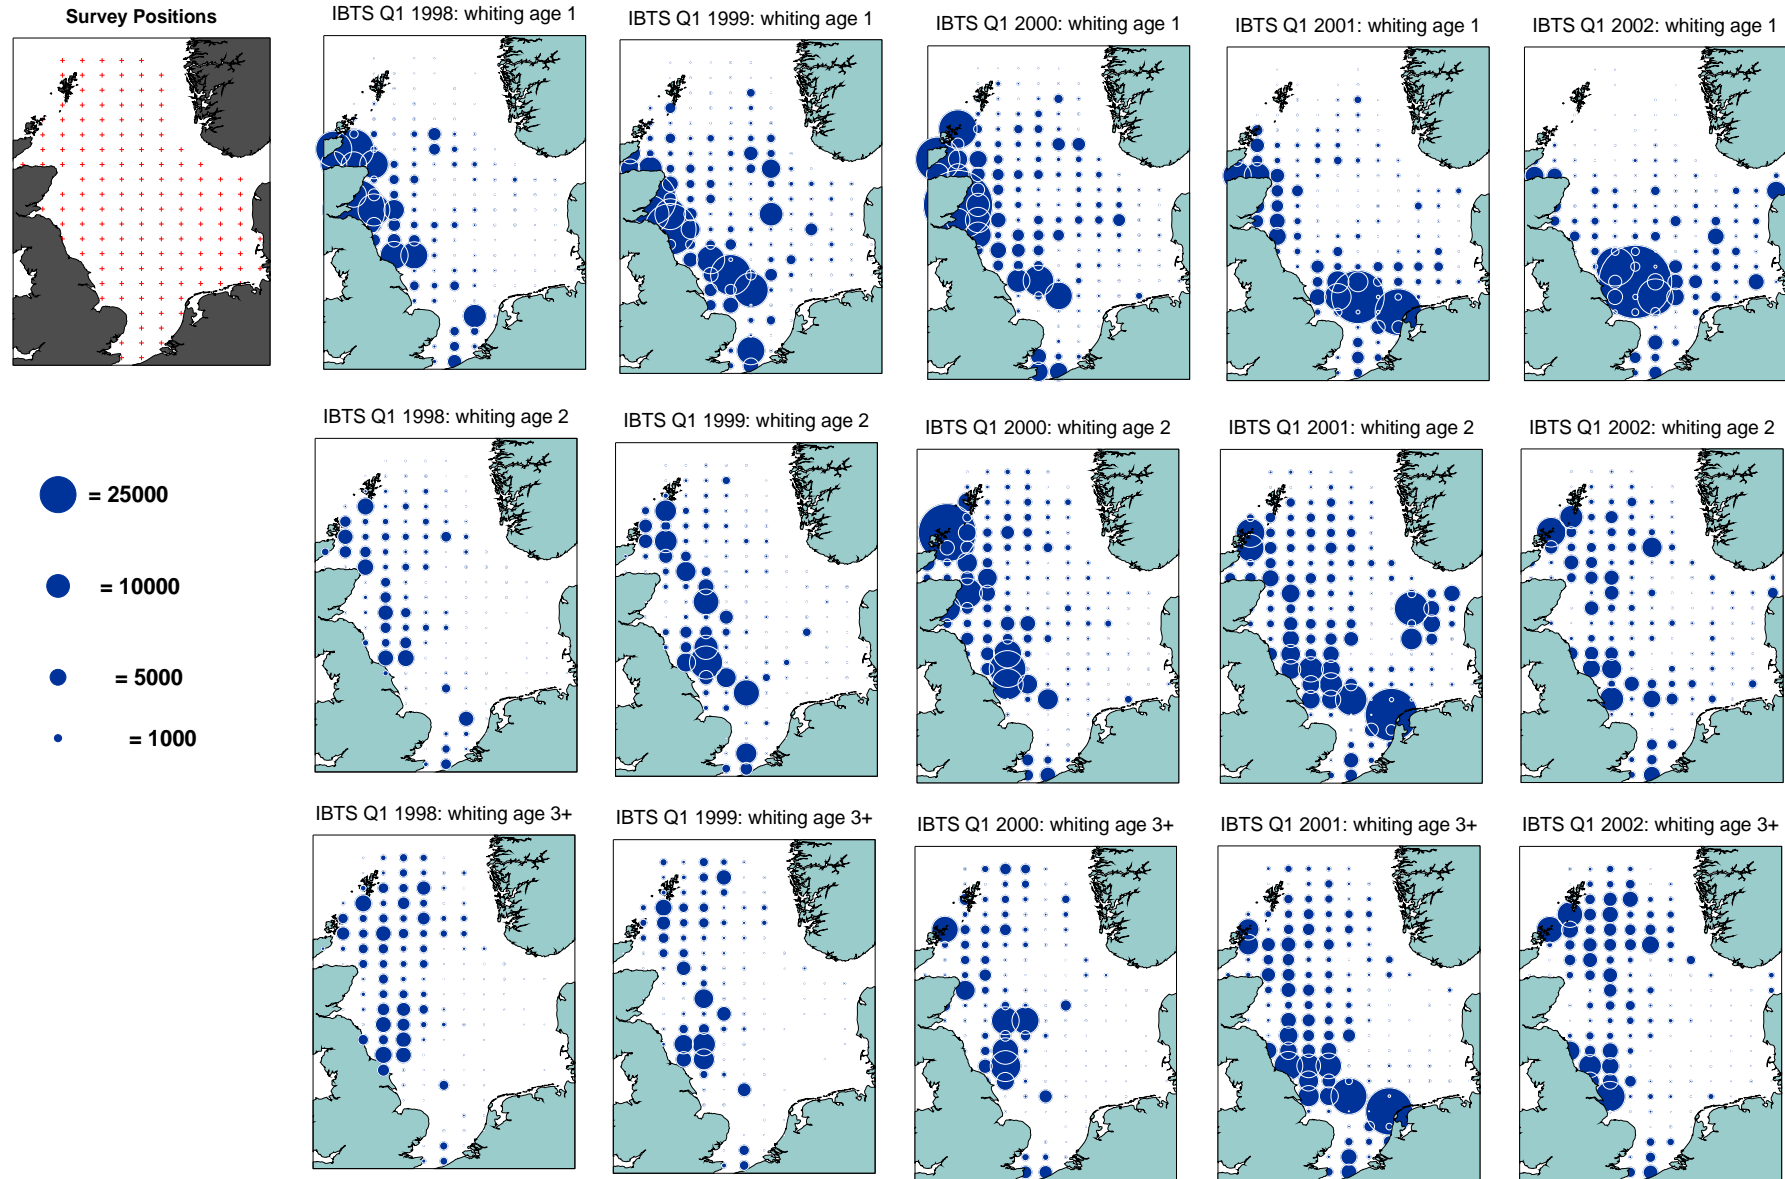 Survey Positions
IBTS Q1 1998: whiting age 1
IBTS Q1 1999: whiting age 1
IBTS Q1 2000: whiting age 1
IBTS Q1 2001: whiting age 1
IBTS Q1 2002: whiting age 1
IBTS Q1 1998: whiting age 2
IBTS Q1 1999: whiting age 2
IBTS Q1 2000: whiting age 2
IBTS Q1 2001: whiting age 2
IBTS Q1 2002: whiting age 2
= 25000
= 10000
= 5000
= 1000
IBTS Q1 1998: whiting age 3+
IBTS Q1 1999: whiting age 3+
IBTS Q1 2000: whiting age 3+
IBTS Q1 2001: whiting age 3+
IBTS Q1 2002: whiting age 3+